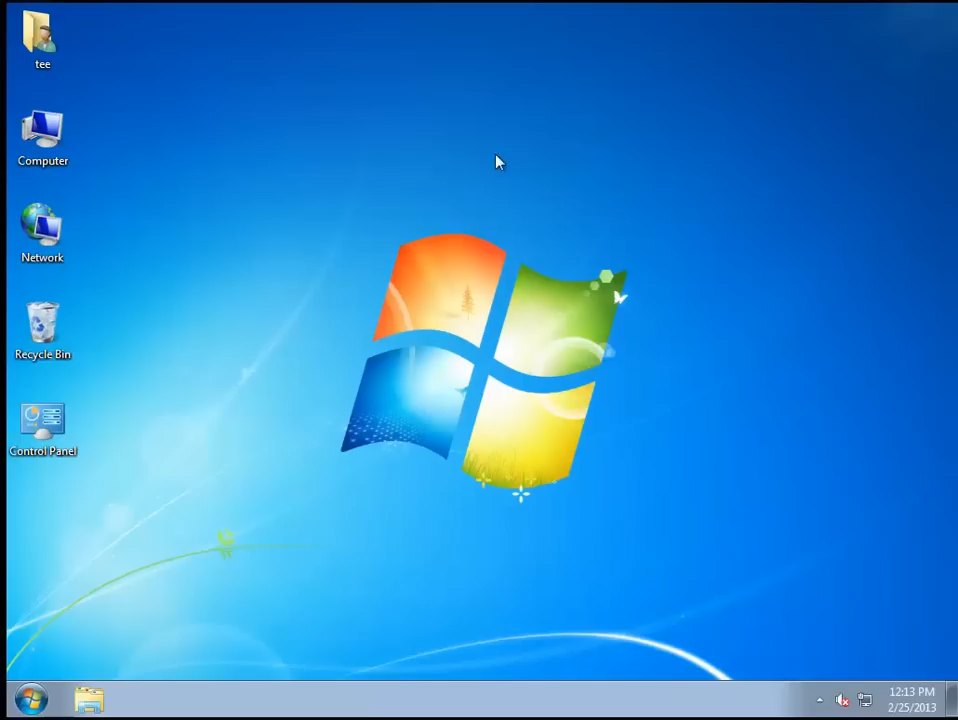 tee
Computer
Network
Recycle Bin
Control Panel
12:13 PM
2/25/2013